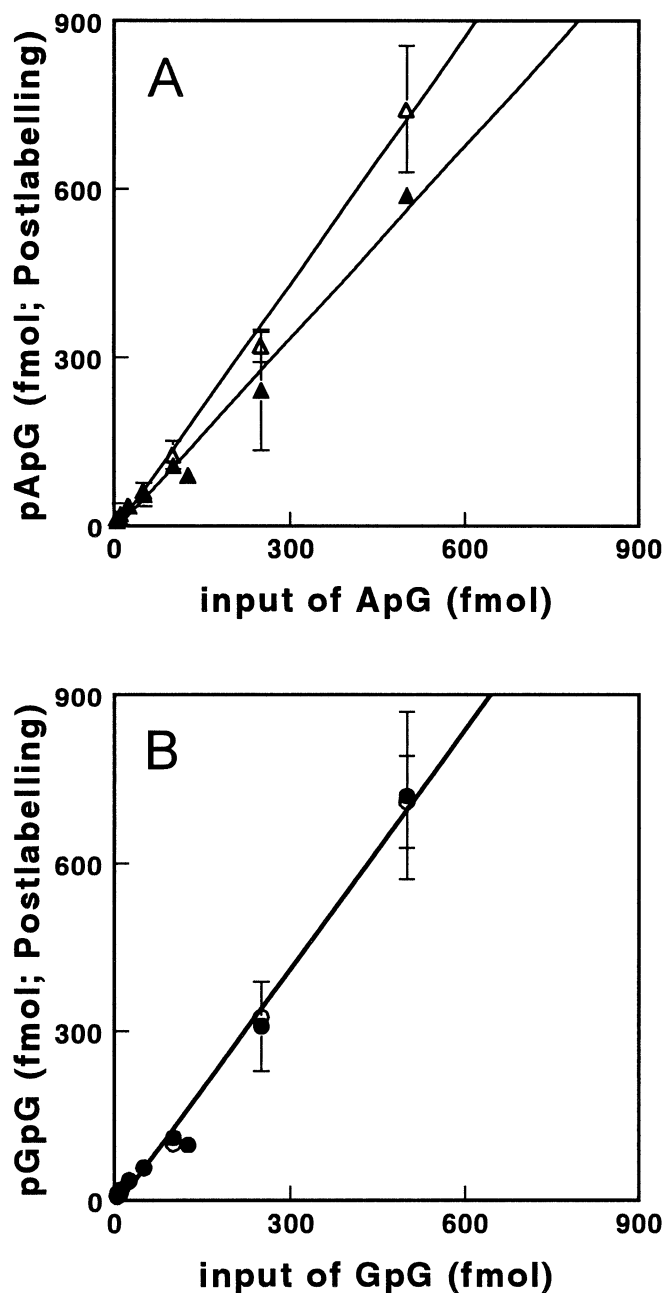 A
900
600
300
0
pApG (fmol; Postlabelling)
0 300 600 900
input of ApG (fmol)
B
900
600
300
0
pGpG (fmol; Postlabelling)
0 300 600 900
input of GpG (fmol)